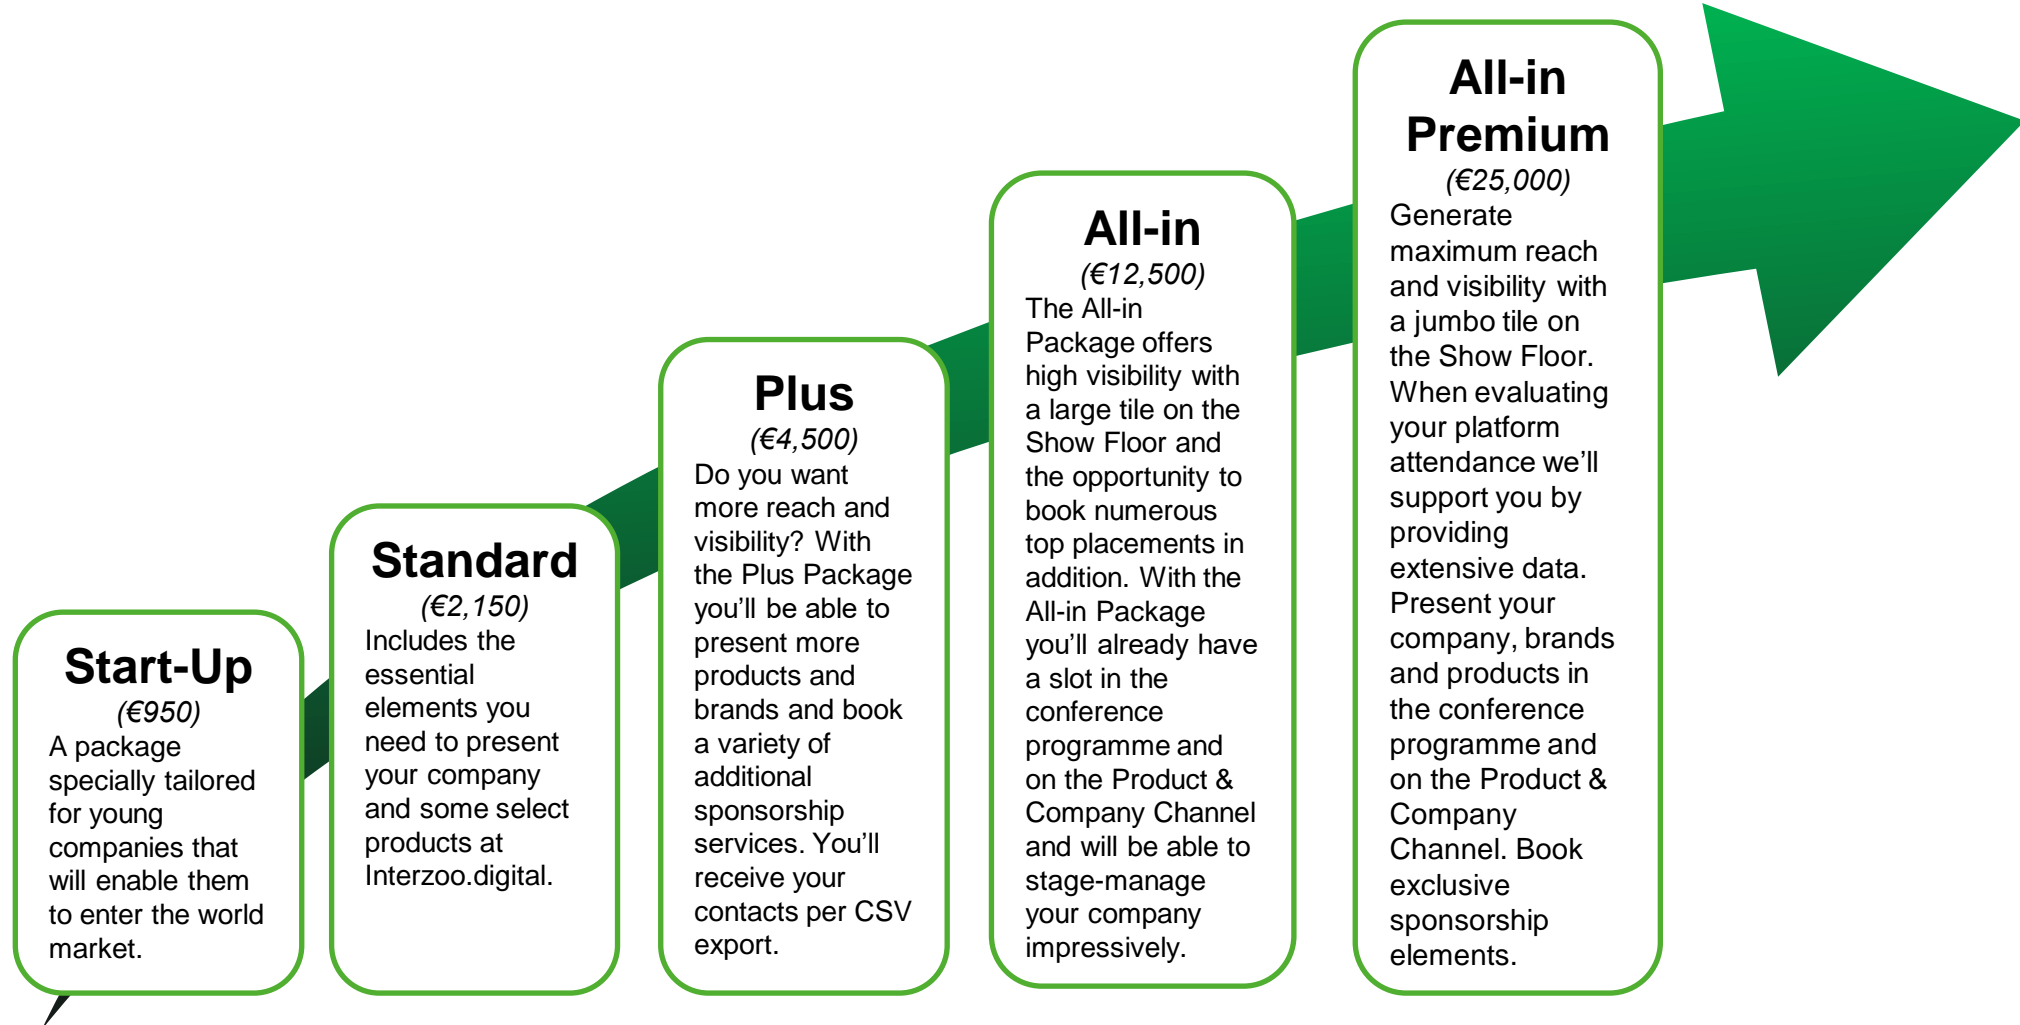 Start-Up
(€950)
A package
specially tailored
for young
companies that
will enable them
to enter the world
market.
Standard
(€2,150)
Includes the
essential
elements you
need to present
your company
and some select
products at
Interzoo.digital.
Plus
(€4,500)
Do you want
more reach and
visibility? With
the Plus Package
you’ll be able to
present more
products and
brands and book
a variety of
additional
sponsorship
services. You’ll
receive your
contacts per CSV
export.
All-in
(€12,500)
The All-in
Package offers
high visibility with
a large tile on the
Show Floor and
the opportunity to
book numerous
top placements in
addition. With the
All-in Package
you’ll already have
a slot in the
conference
programme and
on the Product &
Company Channel
and will be able to
stage-manage
your company
impressively.
All-in
Premium
(€25,000)
Generate
maximum reach
and visibility with
a jumbo tile on
the Show Floor.
When evaluating
your platform
attendance we’ll
support you by
providing
extensive data.
Present your
company, brands
and products in
the conference
programme and
on the Product &
Company
Channel. Book
exclusive
sponsorship
elements.